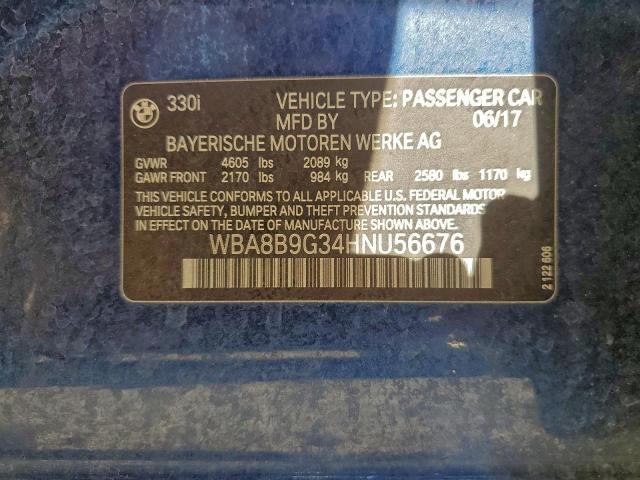 BMW
330i VEHICLE TYPE: PASSENGER CAR
MFD BY 06/17
BAYERISCHE MOTOREN WERKE AG
GVWR 4605 lbs 2089 kg
GAWR FRONT 2170 lbs 984 kg REAR 2580 lbs 1170 kg
THIS VEHICLE CONFORMS TO ALL APPLICABLE U.S. FEDERAL MOTOR
VEHICLE SAFETY, BUMPER AND THEFT PREVENTION
STANDARDS IN EFFECT ON THE DATE OF MANUFACTURE SHOWN ABOVE.
WBA8B9G34HNU56676
2 122 606